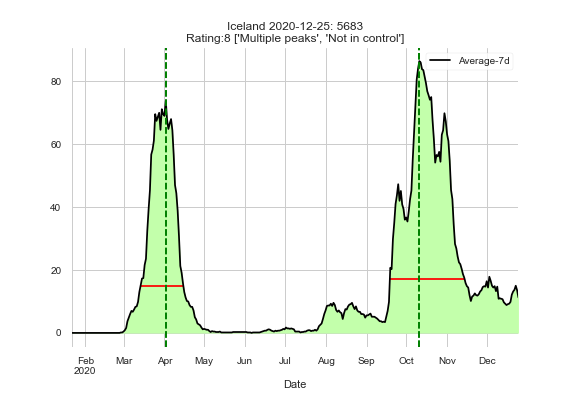 Iceland 2020-12-25: 5683
Rating:8 ['Multiple peaks', 'Not in control']
Average-7d
80
60
40
20
0
Feb Mar Apr May Jun Jul Aug Sep Oct Nov Dec
2020
Date